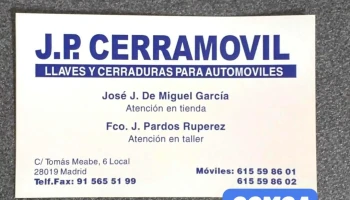 J.P. CERRAMOVIL
LLAVES Y CERRADURAS PARA AUTOMOVILES
José J. De Miguel García
Atención en tienda
Fco. J. Pardos Ruperez
Atención en taller
C/ Tomás Meabe, 6 Local
28019 Madrid
Telf.Fax: 91 565 51 99
Móviles: 615 59 86 01
615 59 86 02